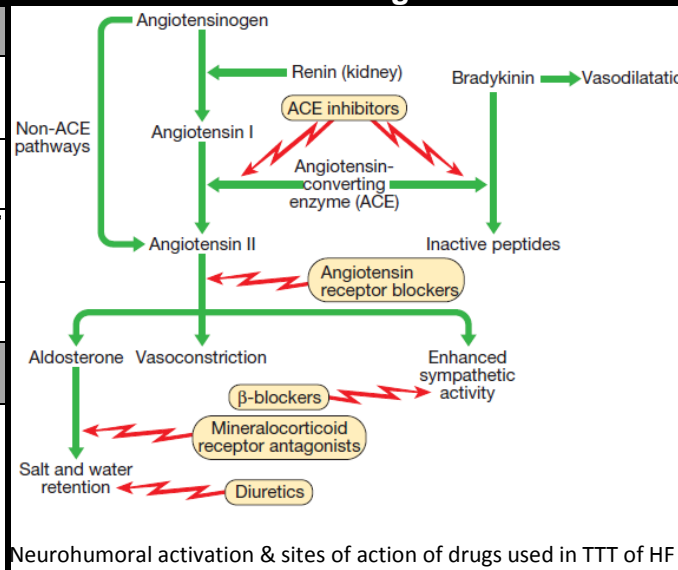 Angiotensinogen
Renin (kidney)
Bradykinin
Vasodilatatio
ACE inhibitors
Non-ACE
pathways
Angiotensin I
Angiotensin-
converting
enzyme (ACE)
Angiotensin II
Inactive peptides
Angiotensin
receptor blockers
Aldosterone
Vasoconstriction
Enhanced
sympathetic
activity
β-blockers
Mineralocorticoid
receptor antagonists
Salt and water
retention
Diuretics
Neurohumoral activation & sites of action of drugs used in TTT of HF